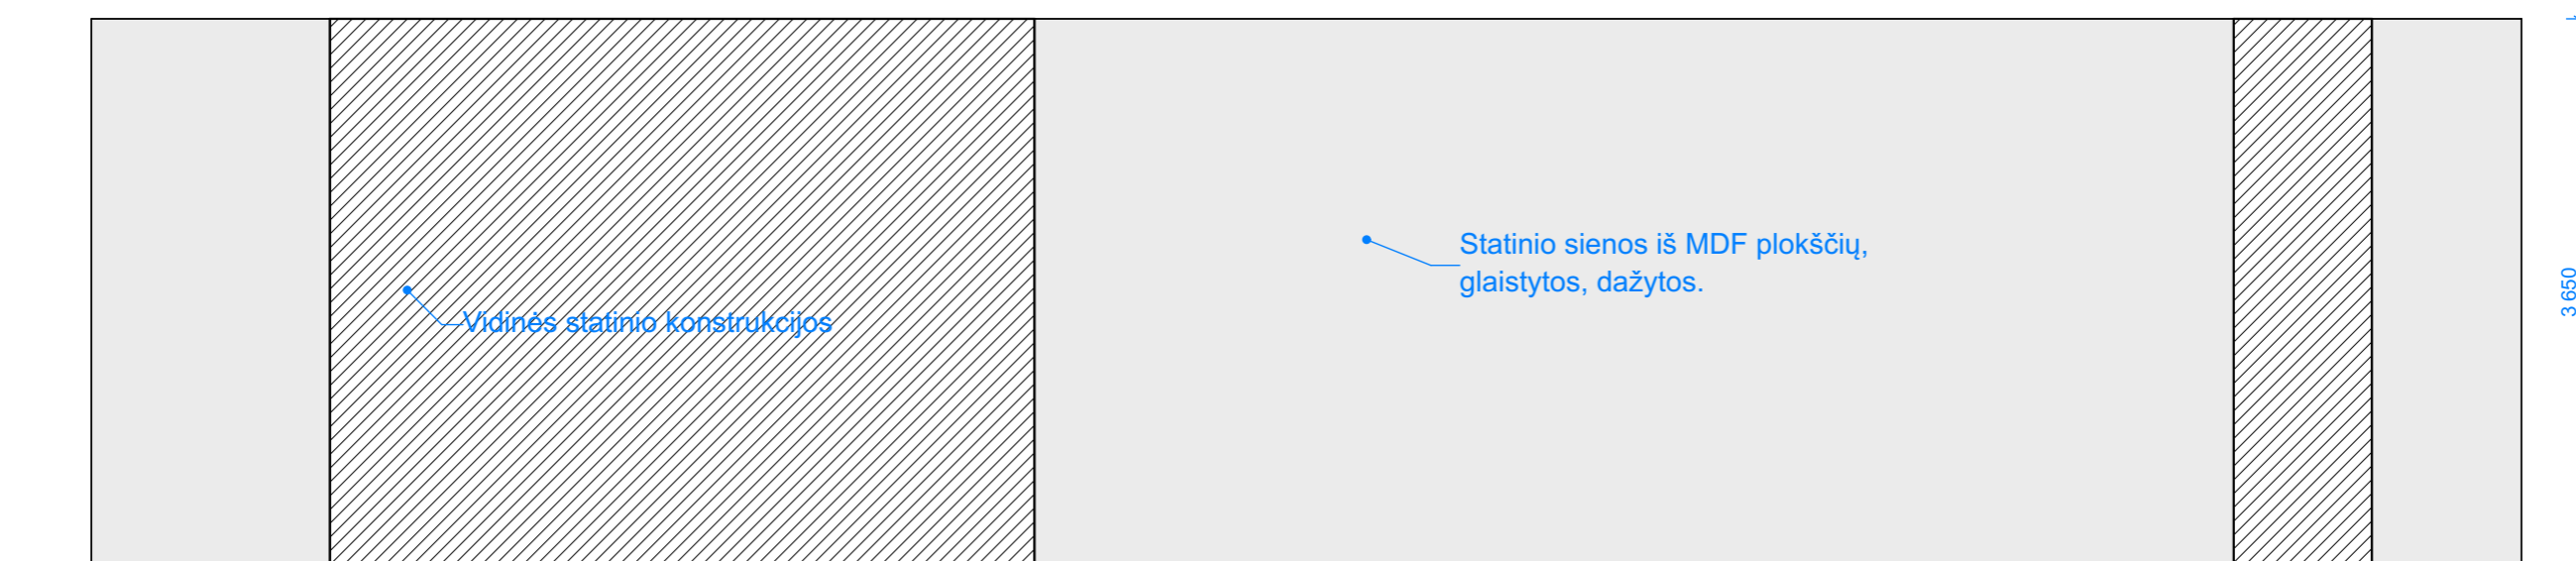 Statinio sienos iš MDF plokščių,
glaistytos, dažytos.
Vidinės statinio konstrukcijos
3 650